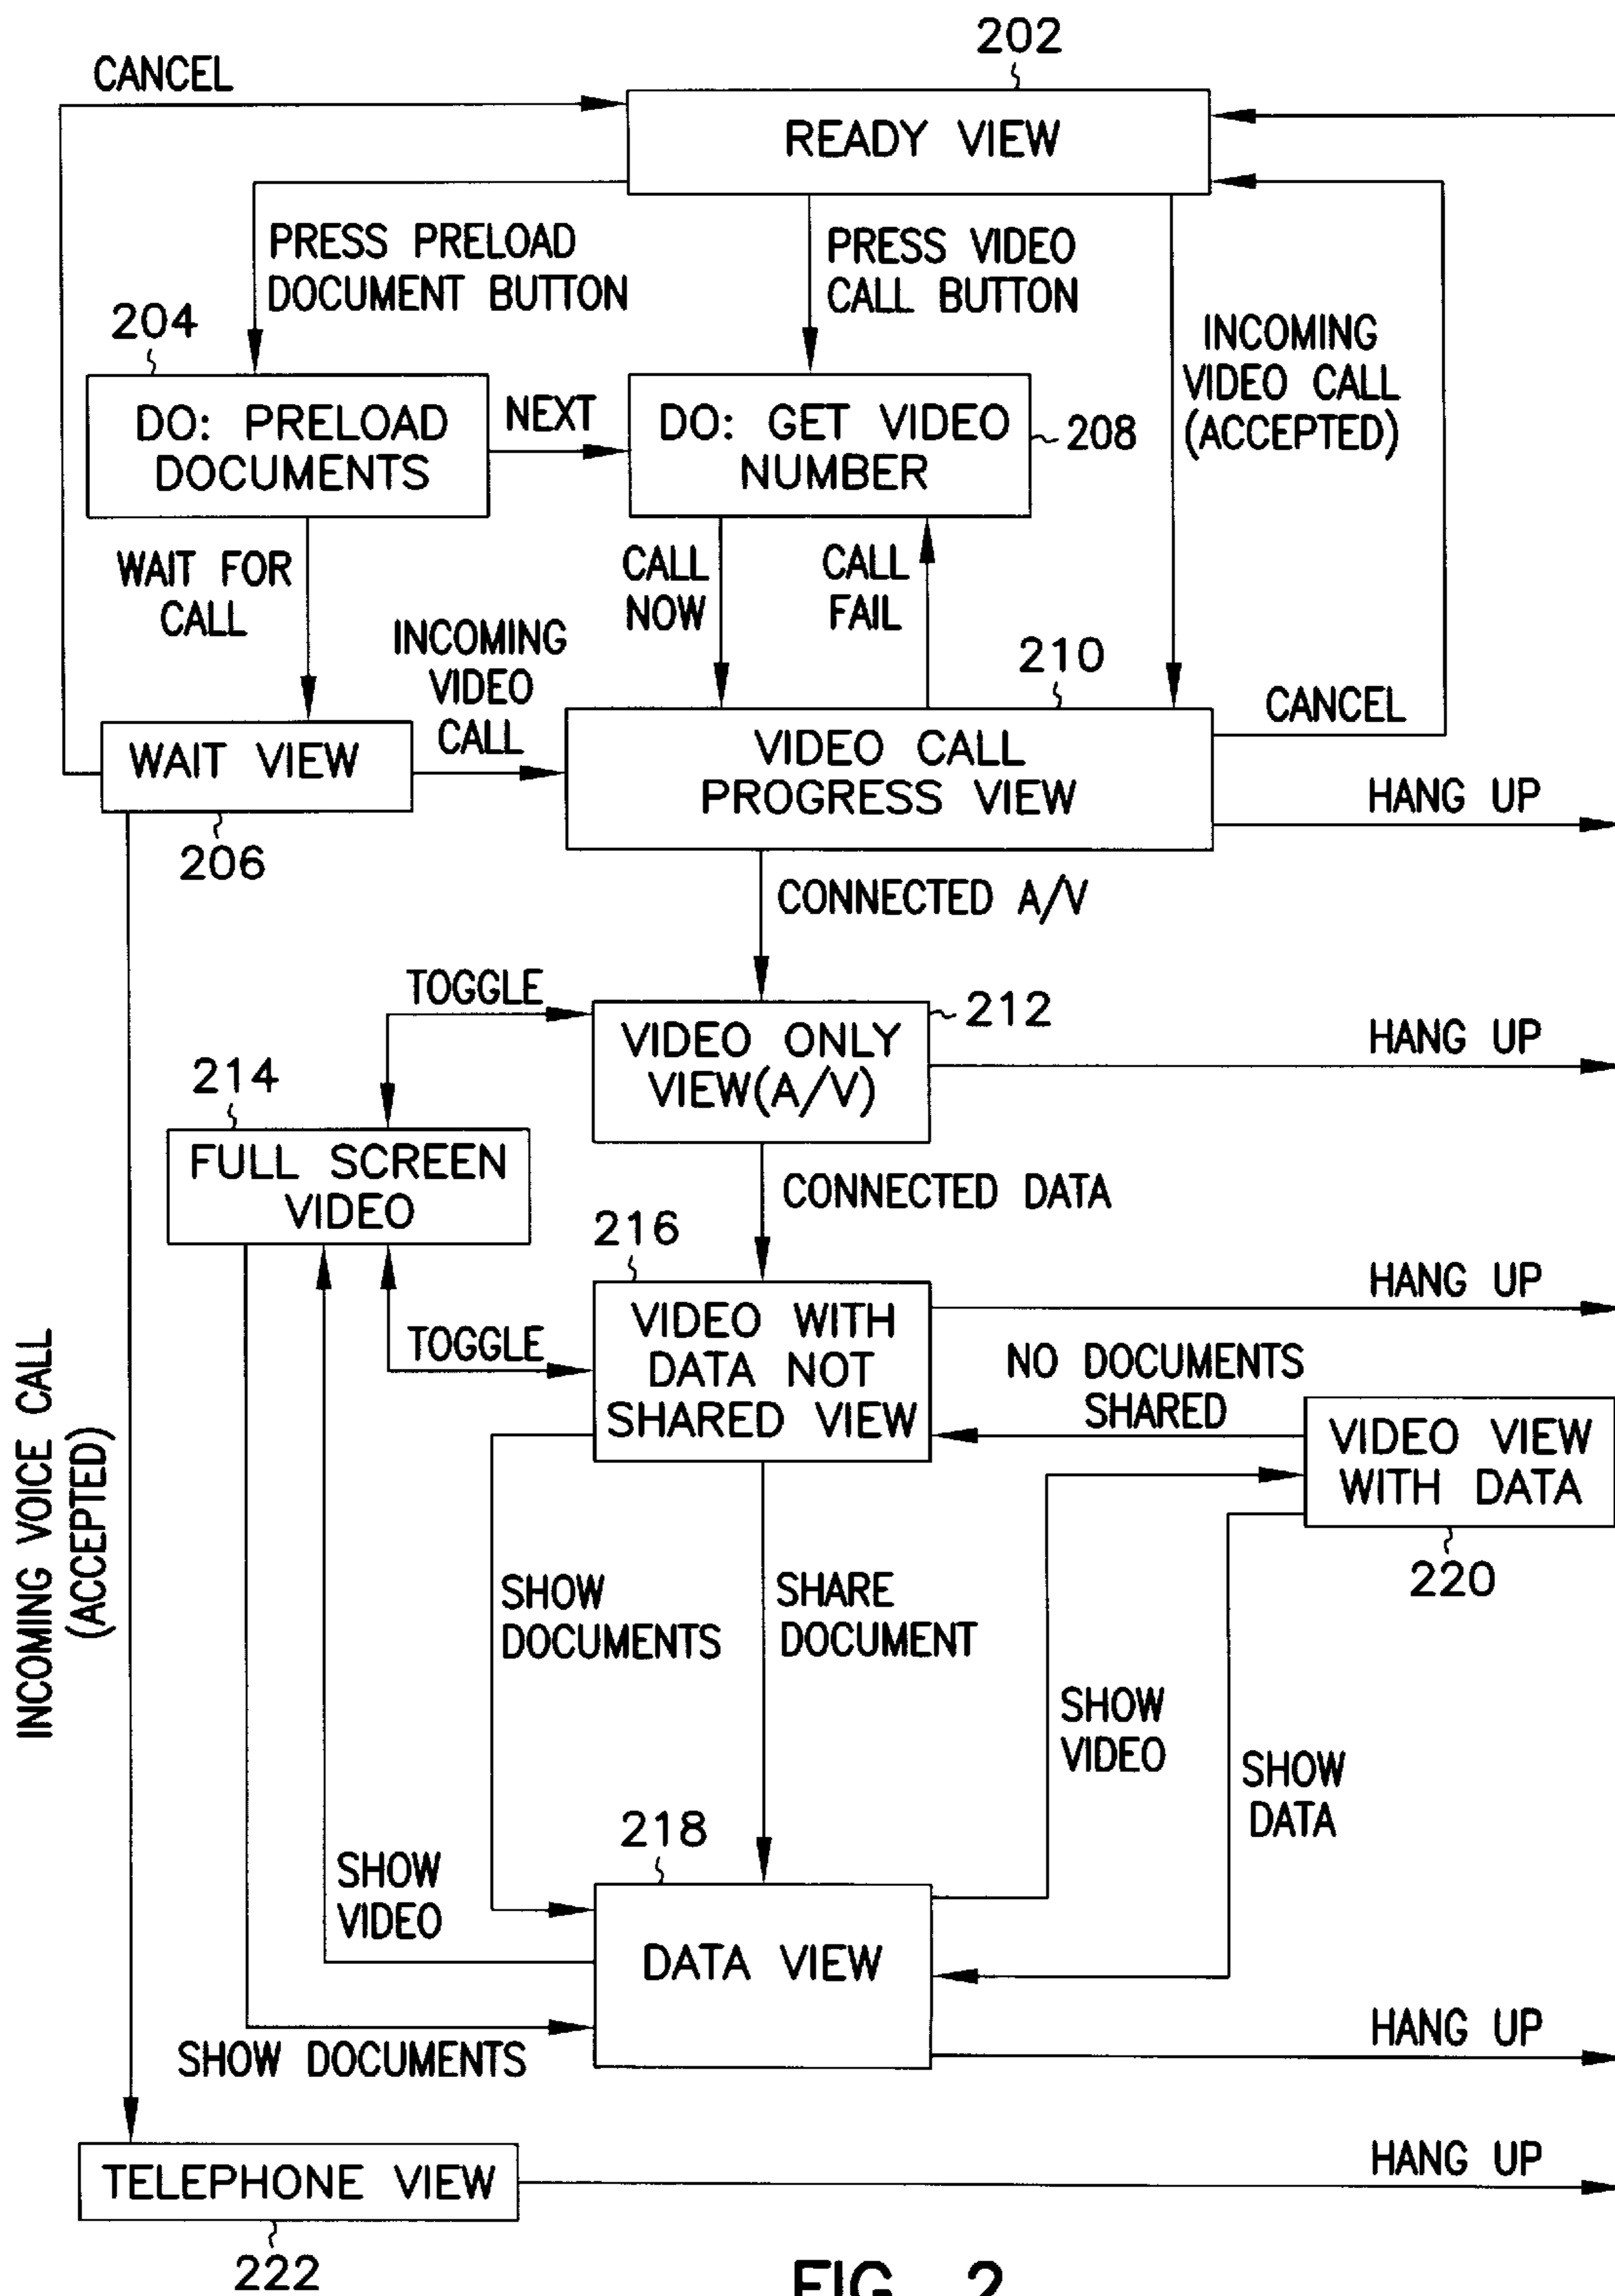 202
CANCEL
READY VIEW
PRESS PRELOAD
DOCUMENT BUTTON
PRESS VIDEO
CALL BUTTON
INCOMING
VIDEO CALL
(ACCEPTED)
204
DO: PRELOAD
DOCUMENTS
NEXT
DO: GET VIDEO
NUMBER
208
WAIT FOR
CALL
CALL
NOW
CALL
FAIL
INCOMING
VIDEO
CALL
210
CANCEL
WAIT VIEW
206
VIDEO CALL
PROGRESS VIEW
HANG UP
CONNECTED A/V
TOGGLE
212
VIDEO ONLY
VIEW(A/V)
HANG UP
214
FULL SCREEN
VIDEO
CONNECTED DATA
216
HANG UP
VIDEO WITH
DATA NOT
SHARED VIEW
TOGGLE
NO DOCUMENTS
SHARED
VIDEO VIEW
WITH DATA
220
INCOMING VOICE CALL
(ACCEPTED)
SHOW
DOCUMENTS
SHARE
DOCUMENT
SHOW
VIDEO
SHOW
DATA
218
SHOW
VIDEO
DATA VIEW
SHOW DOCUMENTS
HANG UP
TELEPHONE VIEW
HANG UP
222
FIG. 2